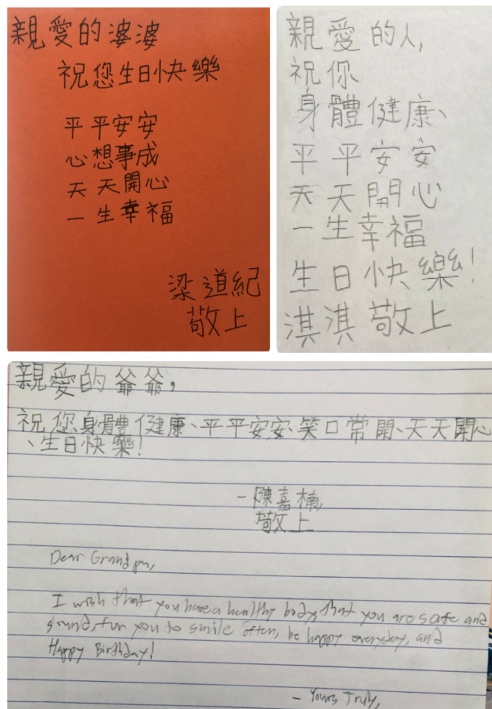 親愛的婆婆
祝您生日快樂
平平安安
心想事成
天天開心
一生幸福
梁道紀
敬上
親愛的人,
祝你
身體健康、
平平安安
天天開心
一生幸福
生日快樂!
淇淇敬上
親愛的爺爺,
祝您身體健康、平平安安、笑口常開、天天開心
、生日快樂!
-陳嘉楠
敬上
Dear Grandpa,
I wish that you have a healthy body, that you are safe and
sound, for you to smile often, be happy everyday, and
Happy Birthday!
- Yours Truly,